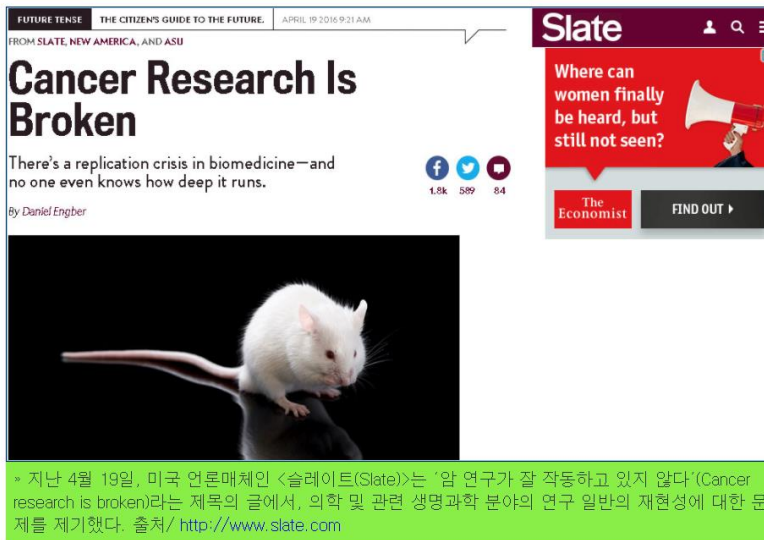 FUTURE TENSE THE CITIZEN'S GUIDE TO THE FUTURE. APRIL 19 2016 9:21 AM
FROM SLATE, NEW AMERICA, AND ASU
Cancer Research Is
Broken
There's a replication crisis in biomedicine—and
no one even knows how deep it runs.
1.8k 589 84
By Daniel Engber
Slate
Where can
women finally
be heard, but
still not seen?
The
Economist
FIND OUT
» 지난 4월 19일, 미국 언론매체인 <슬레이트(Slate)>는 '암 연구가 잘 작동하고 있지 않다'(Cancer
research is broken)라는 제목의 글에서, 의학 및 관련 생명과학 분야의 연구 일반의 재현성에 대한 문
제를 제기했다. 출처/ http://www.slate.com